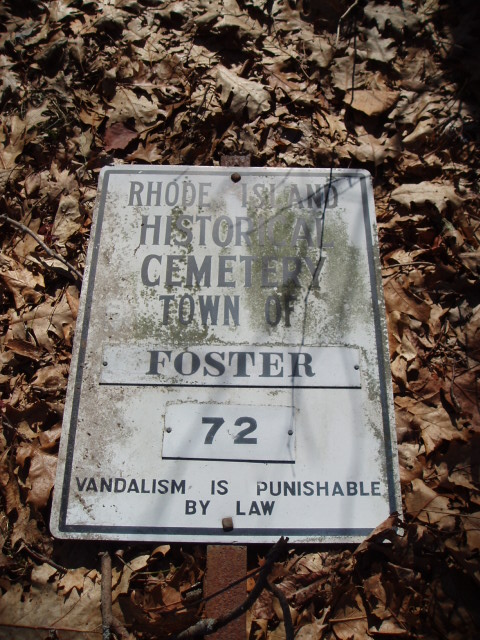 RHODE ISLAND
HISTORICAL
CEMETERY
TOWN OF
FOSTER
72
VANDALISM IS PUNISHABLE
BY LAW